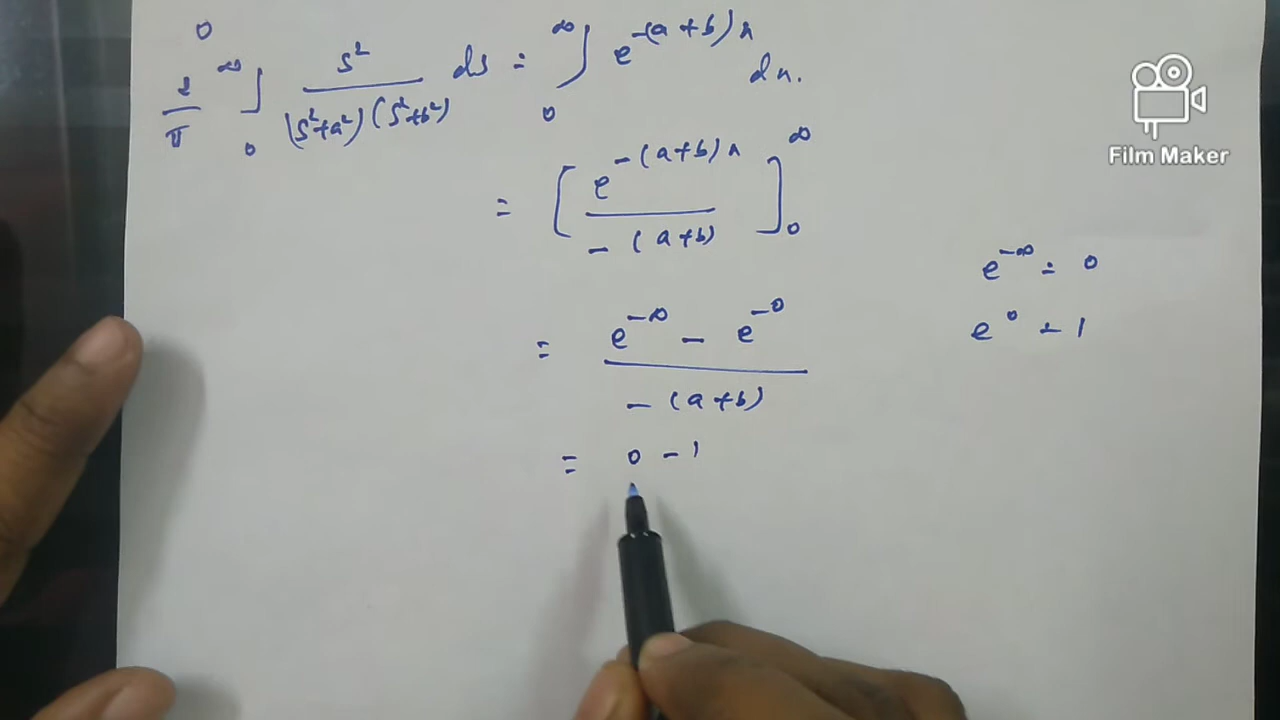 0
2/π ∫₀^∞ s²/((s²+a²)(s²+b²)) ds = ∫₀^∞ e^{-(a+b)x} dx.
= [e^{-(a+b)x}/-(a+b)]₀^∞
e^{-∞} = 0
= (e^{-∞} - e^{-0})/-(a+b)
e^0 = 1
= 0 - 1
Film Maker